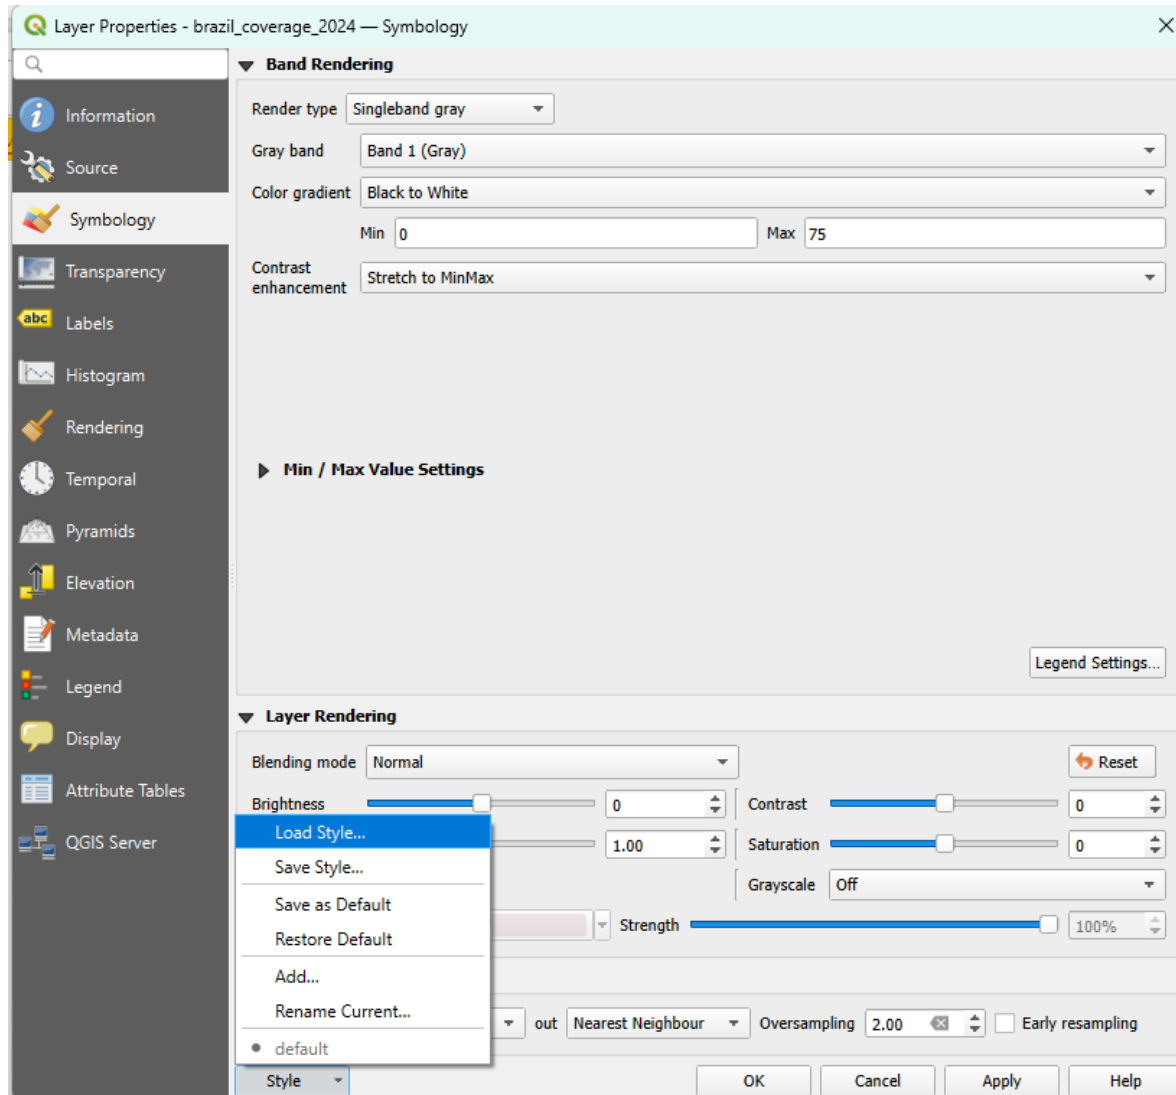 Layer Properties - brazil_coverage_2024 — Symbology
Information
Source
Symbology
Transparency
abc Labels
Histogram
Rendering
Temporal
Pyramids
Elevation
Metadata
Legend
Display
Attribute Tables
QGIS Server
Band Rendering
Render type Singleband gray
Gray band Band 1 (Gray)
Color gradient Black to White
Min 0 Max 75
Contrast
enhancement Stretch to MinMax
Min / Max Value Settings
Legend Settings...
Layer Rendering
Blending mode Normal Reset
Brightness 0 Contrast 0
1.00 Saturation 0
Grayscale Off
Strength 100%
out Nearest Neighbour Oversampling 2.00 Early resampling
Load Style...
Save Style...
Save as Default
Restore Default
Add...
Rename Current...
default
Style OK Cancel Apply Help